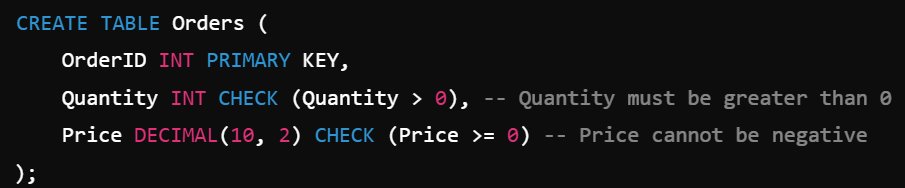 CREATE TABLE Orders (
    OrderID INT PRIMARY KEY,
    Quantity INT CHECK (Quantity > 0), -- Quantity must be greater than 0
    Price DECIMAL(10, 2) CHECK (Price >= 0) -- Price cannot be negative
);